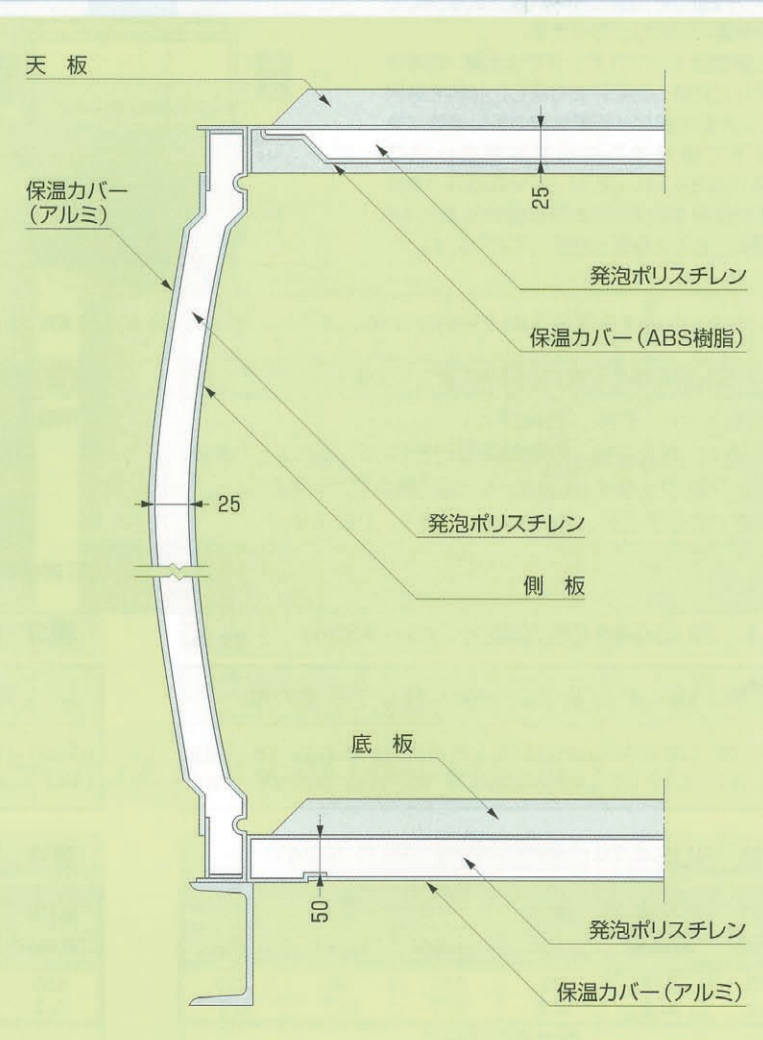 天 板
保温カバー
(アルミ)
25
発泡ポリスチレン
保温カバー(ABS樹脂)
25
発泡ポリスチレン
側 板
底 板
50
発泡ポリスチレン
保温カバー(アルミ)